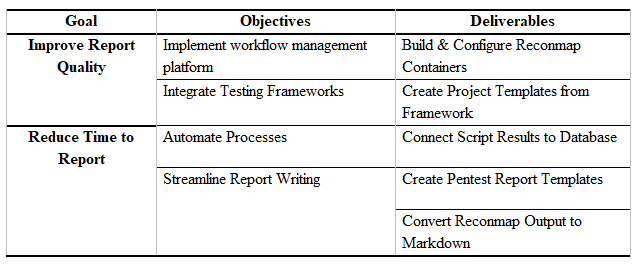 Goal Objectives Deliverables
Improve Report Quality Implement workflow management platform Build & Configure Reconmap Containers
Integrate Testing Frameworks Create Project Templates from Framework
Reduce Time to Report Automate Processes Connect Script Results to Database
Streamline Report Writing Create Pentest Report Templates
Convert Reconmap Output to Markdown